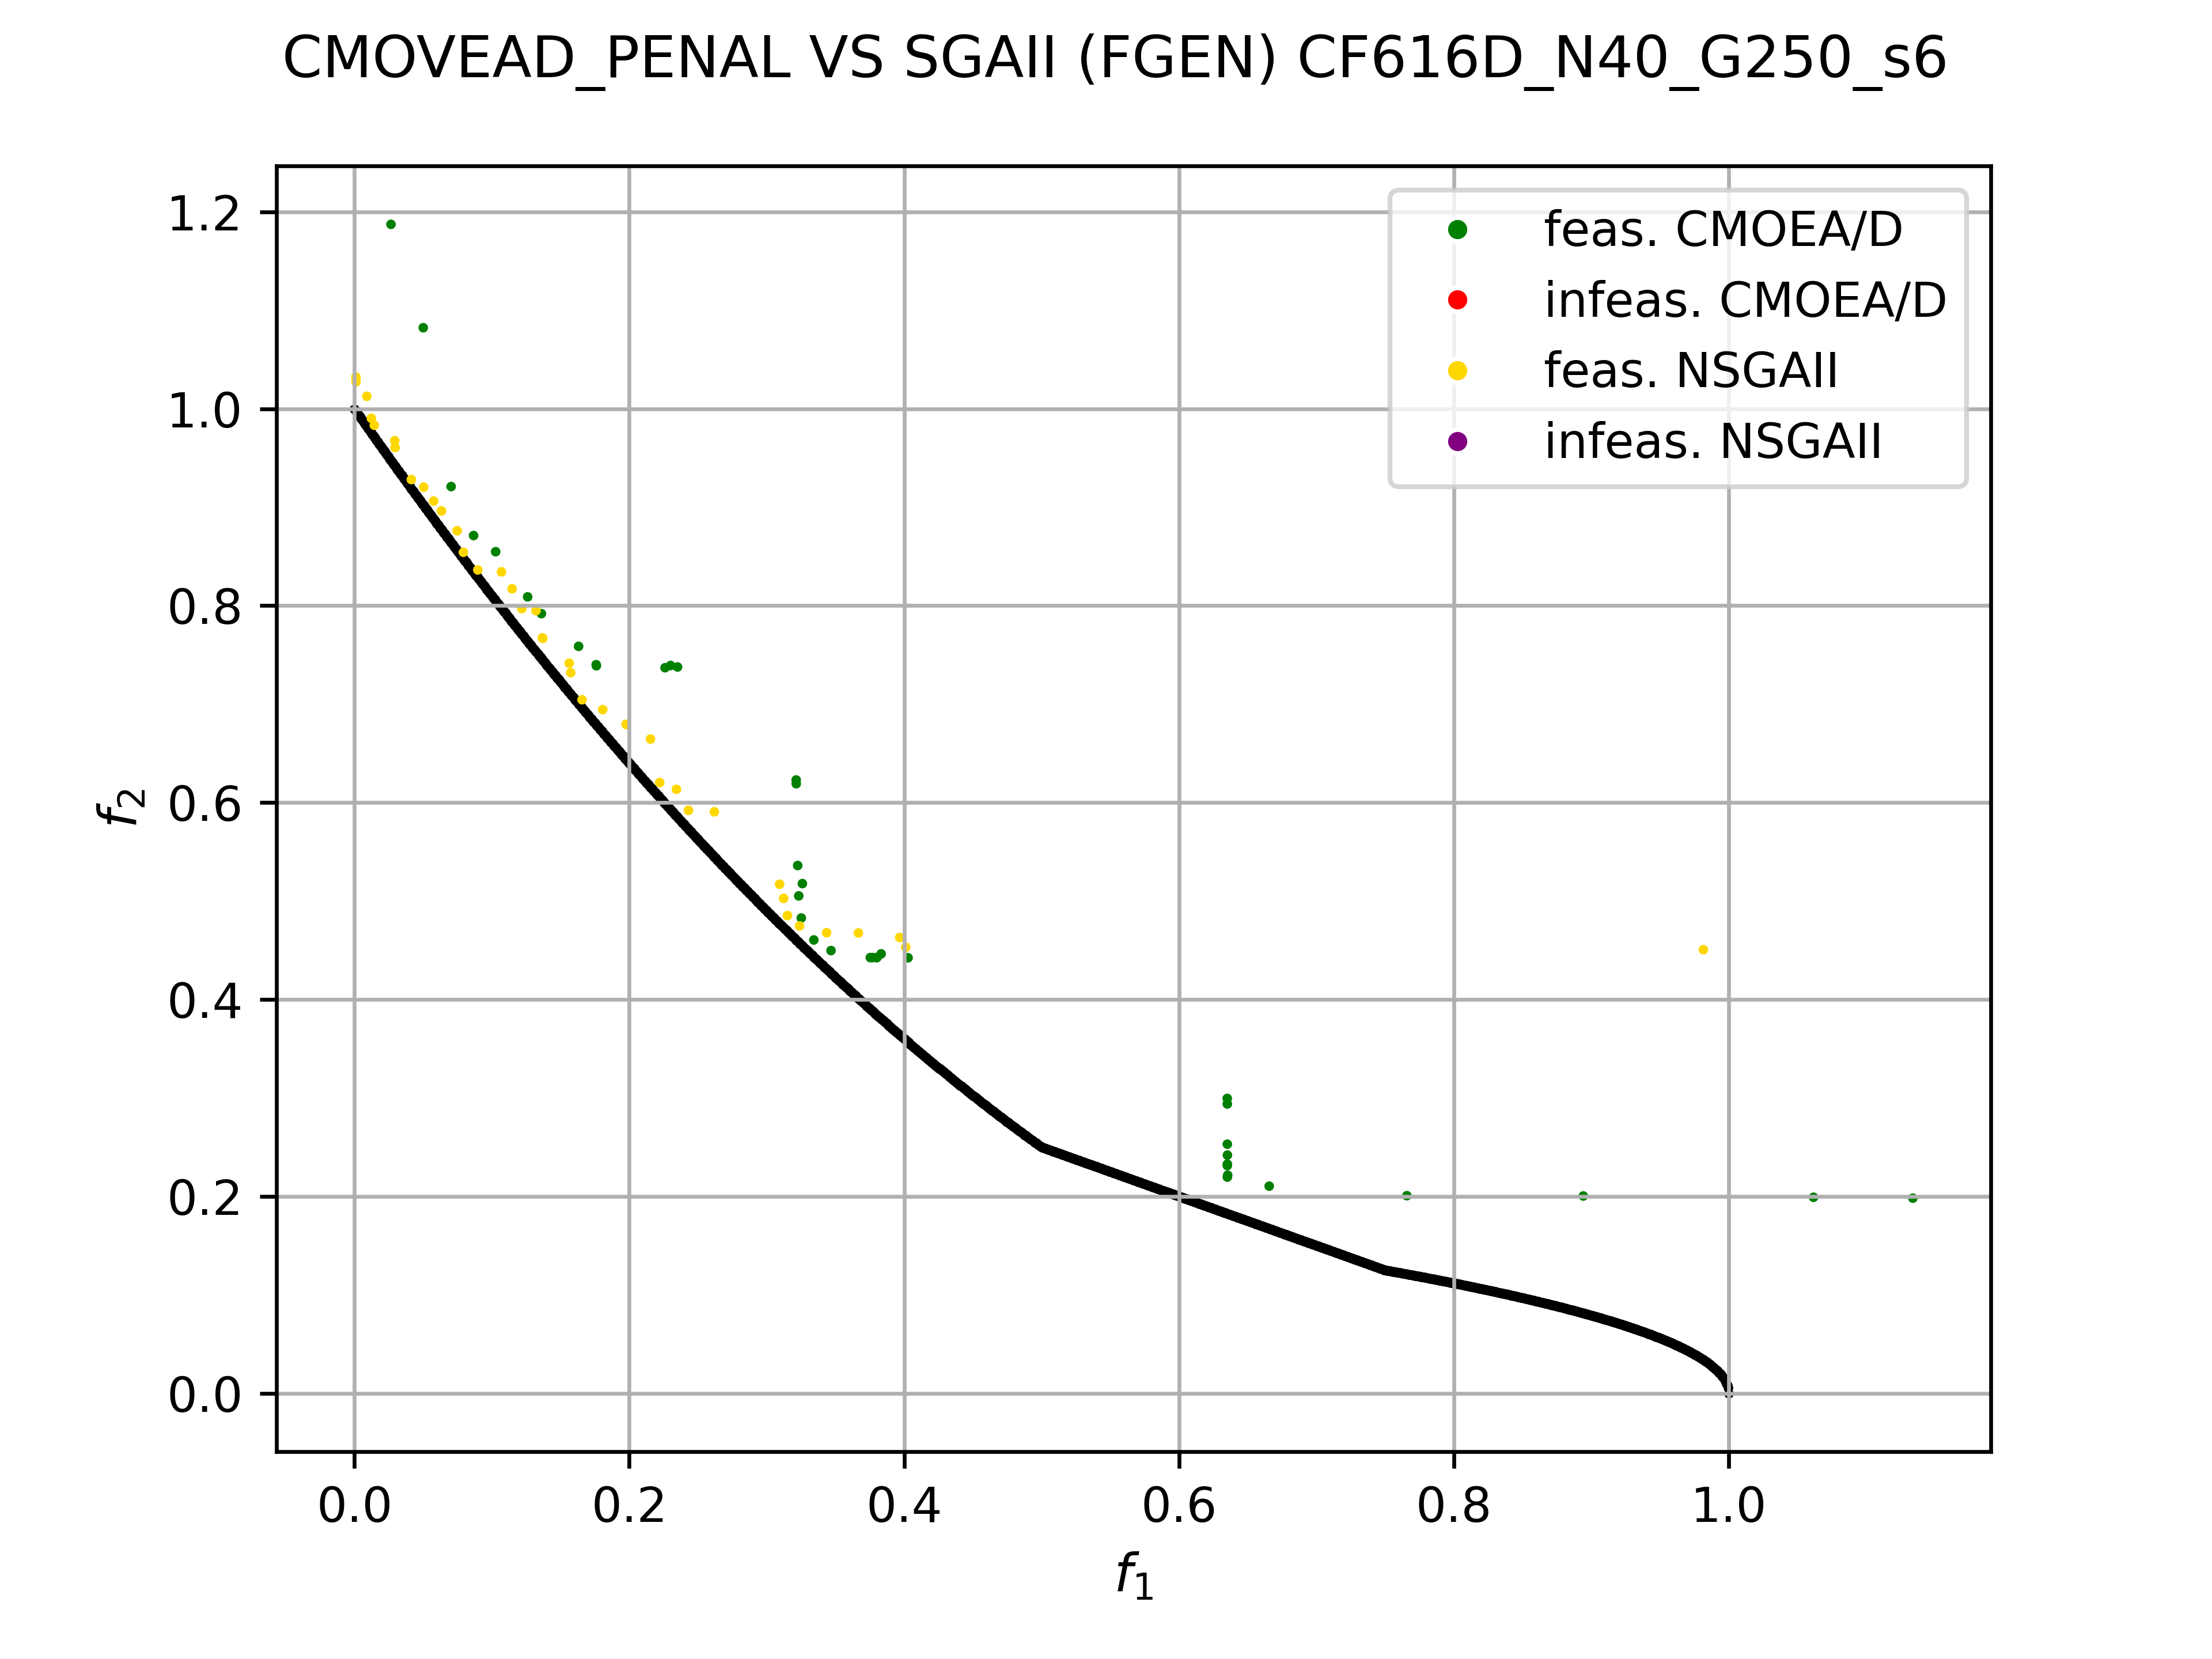 CMOVEAD_PENAL VS SGAII (FGEN) CF616D_N40_G250_s6
feas. CMOEA/D
infeas. CMOEA/D
feas. NSGAII
infeas. NSGAII
1.2
1.0
0.8
0.6
0.4
0.2
0.0
f2
0.0 0.2 0.4 0.6 0.8 1.0
f1